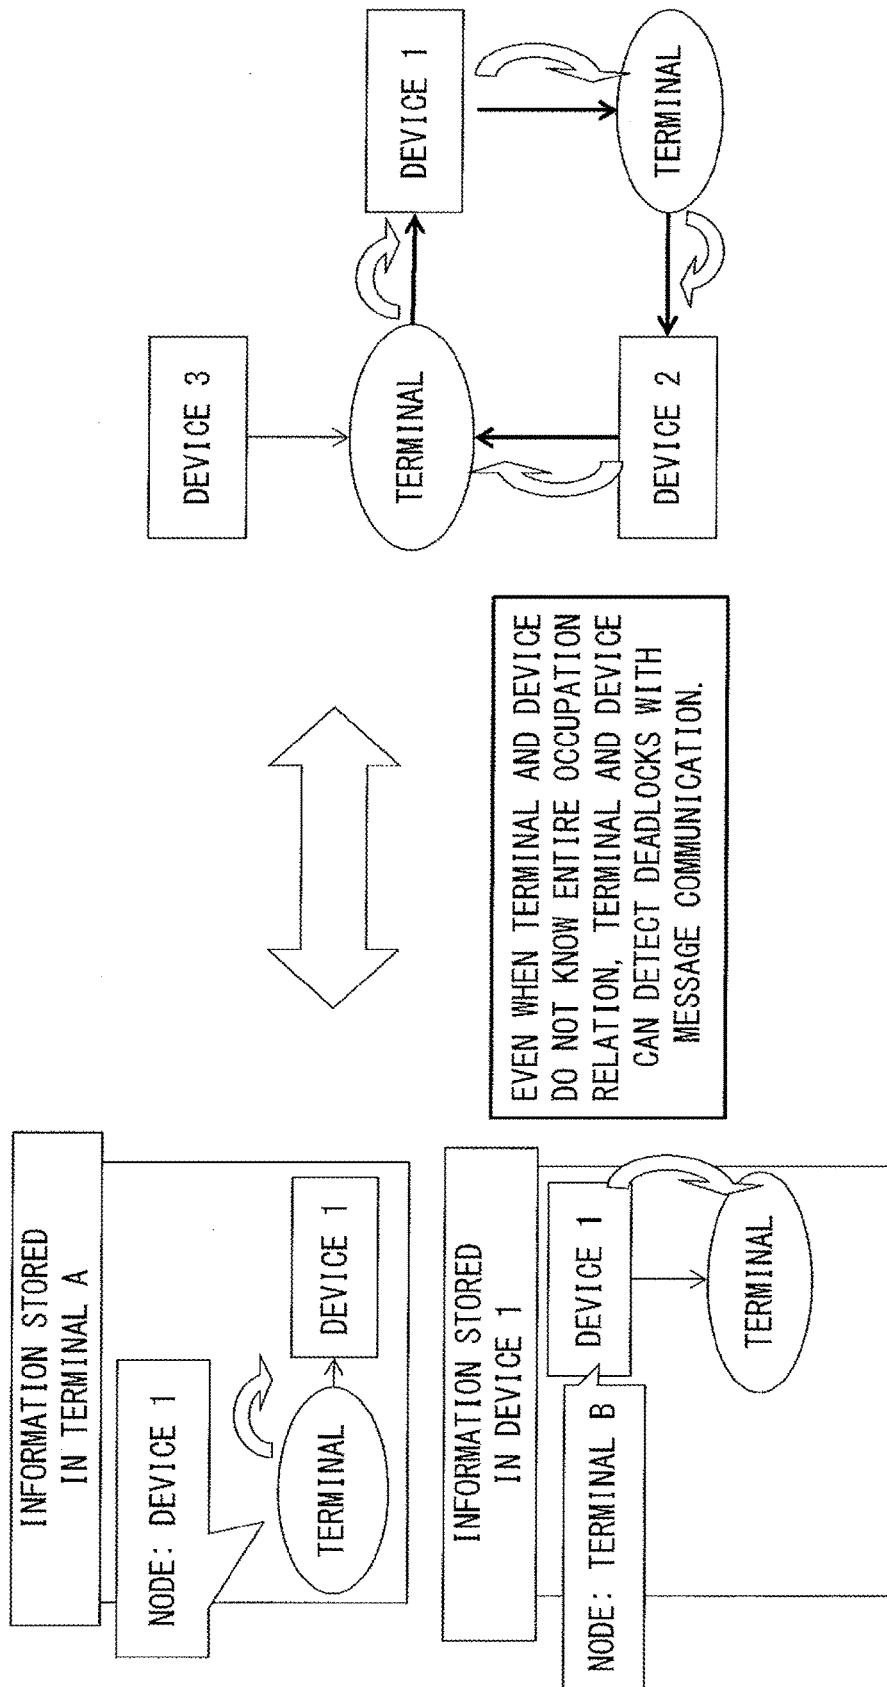 INFORMATION STORED
IN TERMINAL A
NODE: DEVICE 1
TERMINAL
DEVICE 1
INFORMATION STORED
IN DEVICE 1
NODE: TERMINAL B
DEVICE 1
TERMINAL
EVEN WHEN TERMINAL AND DEVICE
DO NOT KNOW ENTIRE OCCUPATION
RELATION, TERMINAL AND DEVICE
CAN DETECT DEADLOCKS WITH
MESSAGE COMMUNICATION.
DEVICE 3
TERMINAL
DEVICE 1
DEVICE 2
TERMINAL